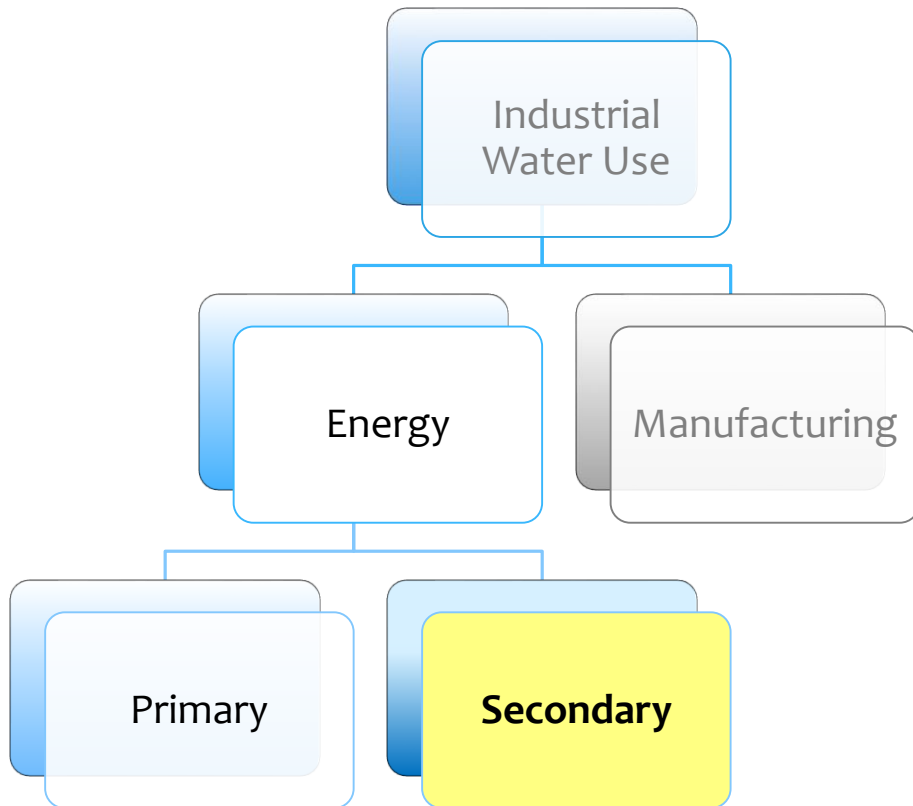 Industrial
Water Use
Energy
Manufacturing
Primary
Secondary